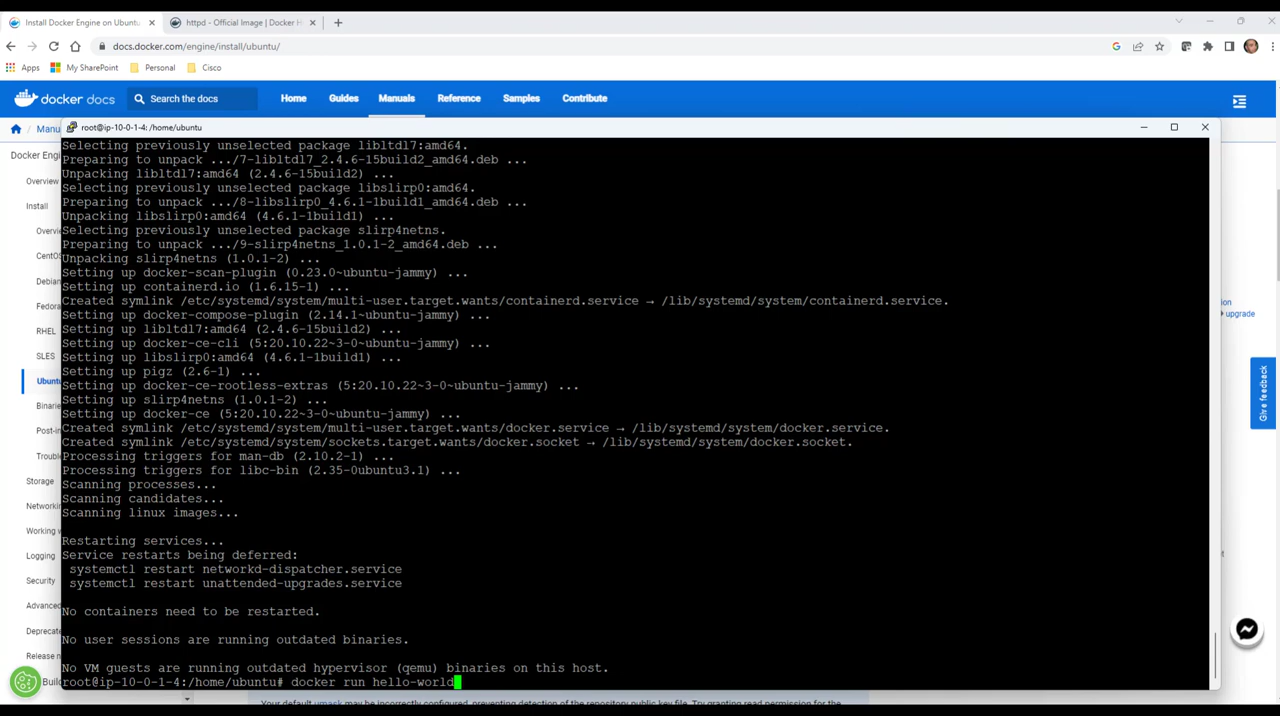 Install Docker Engine on Ubuntu
httpd - Official Image | Docker H
docs.docker.com/engine/install/ubuntu/
Apps
My SharePoint
Personal
Cisco
docker docs
Search the docs
Home
Guides
Manuals
Reference
Samples
Contribute
Manu
root@ip-10-0-1-4: /home/ubuntu
Docker Eng
Overview
Install
Overv
CentOS
Debian
Fedora
RHEL
SLES
Ubuntu
Binarie
Post-in
Trouble
Storage
Networkin
Working w
Logging
Security
Advanced
Deprecate
Release n
Buil
Selecting previously unselected package libltdl7:amd64.
Preparing to unpack .../7-libltdl7_2.4.6-15build2_amd64.deb ...
Unpacking libltdl7:amd64 (2.4.6-15build2) ...
Selecting previously unselected package libslirp0:amd64.
Preparing to unpack .../8-libslirp0_4.6.1-1build1_amd64.deb ...
Unpacking libslirp0:amd64 (4.6.1-1build1) ...
Selecting previously unselected package slirp4netns.
Preparing to unpack .../9-slirp4netns_1.0.1-2_amd64.deb ...
Unpacking slirp4netns (1.0.1-2) ...
Setting up docker-scan-plugin (0.23.0~ubuntu-jammy) ...
Setting up containerd.io (1.6.15-1) ...
Created symlink /etc/systemd/system/multi-user.target.wants/containerd.service → /lib/systemd/system/containerd.service.
Setting up docker-compose-plugin (2.14.1~ubuntu-jammy) ...
Setting up libltdl7:amd64 (2.4.6-15build2) ...
Setting up docker-ce-cli (5:20.10.22~3-0~ubuntu-jammy) ...
Setting up libslirp0:amd64 (4.6.1-1build1) ...
Setting up pigz (2.6-1) ...
Setting up docker-ce-rootless-extras (5:20.10.22~3-0~ubuntu-jammy) ...
Setting up slirp4netns (1.0.1-2) ...
Setting up docker-ce (5:20.10.22~3-0~ubuntu-jammy) ...
Created symlink /etc/systemd/system/multi-user.target.wants/docker.service → /lib/systemd/system/docker.service.
Created symlink /etc/systemd/system/sockets.target.wants/docker.socket → /lib/systemd/system/docker.socket.
Processing triggers for man-db (2.10.2-1) ...
Processing triggers for libc-bin (2.35-0ubuntu3.1) ...
Scanning processes...
Scanning candidates...
Scanning linux images...
Restarting services...
Service restarts being deferred:
systemctl restart networkd-dispatcher.service
systemctl restart unattended-upgrades.service
No containers need to be restarted.
No user sessions are running outdated binaries.
No VM guests are running outdated hypervisor (qemu) binaries on this host.
root@ip-10-0-1-4:/home/ubuntu# docker run hello-world
tion
upgrade
Give feedback